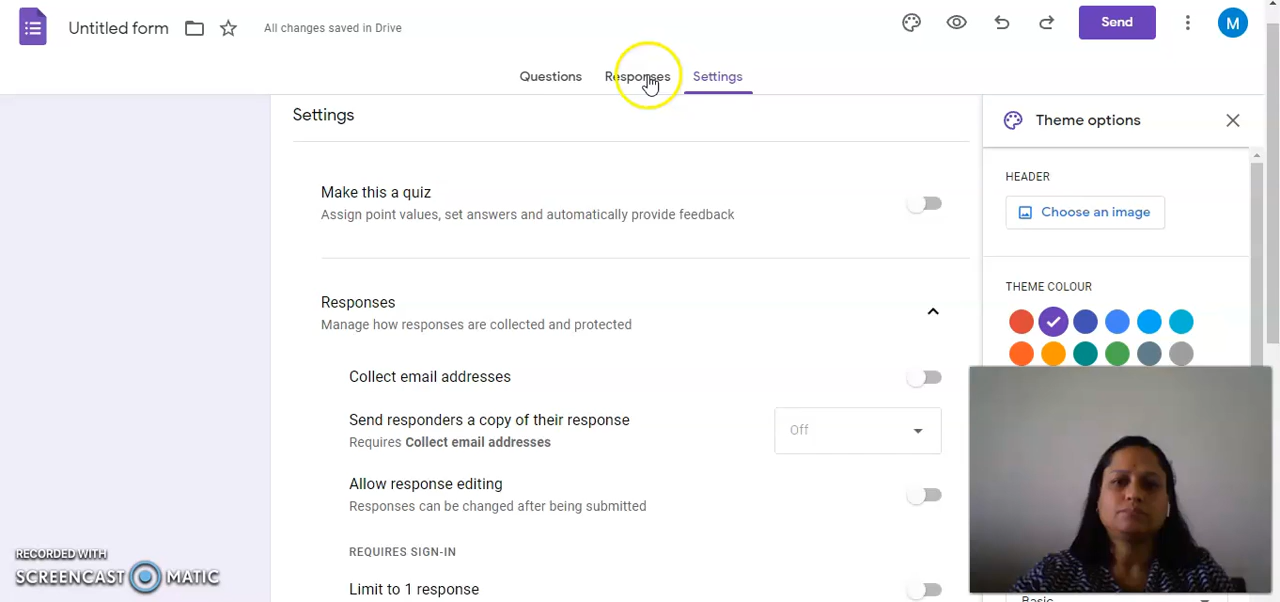 Untitled form
All changes saved in Drive
Send
M
Questions
Responses
Settings
Settings
Theme options
Make this a quiz
Assign point values, set answers and automatically provide feedback
HEADER
Choose an image
THEME COLOUR
Responses
Manage how responses are collected and protected
Collect email addresses
Send responders a copy of their response
Requires Collect email addresses
Off
Allow response editing
Responses can be changed after being submitted
REQUIRES SIGN-IN
Limit to 1 response
Basic
RECORDED WITH
SCREENCAST MATIC